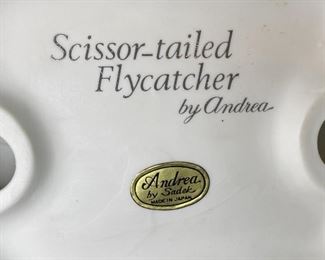 Scissor-tailed
Flycatcher
by Andrea
Andrea
by Sadek
MADE IN JAPAN